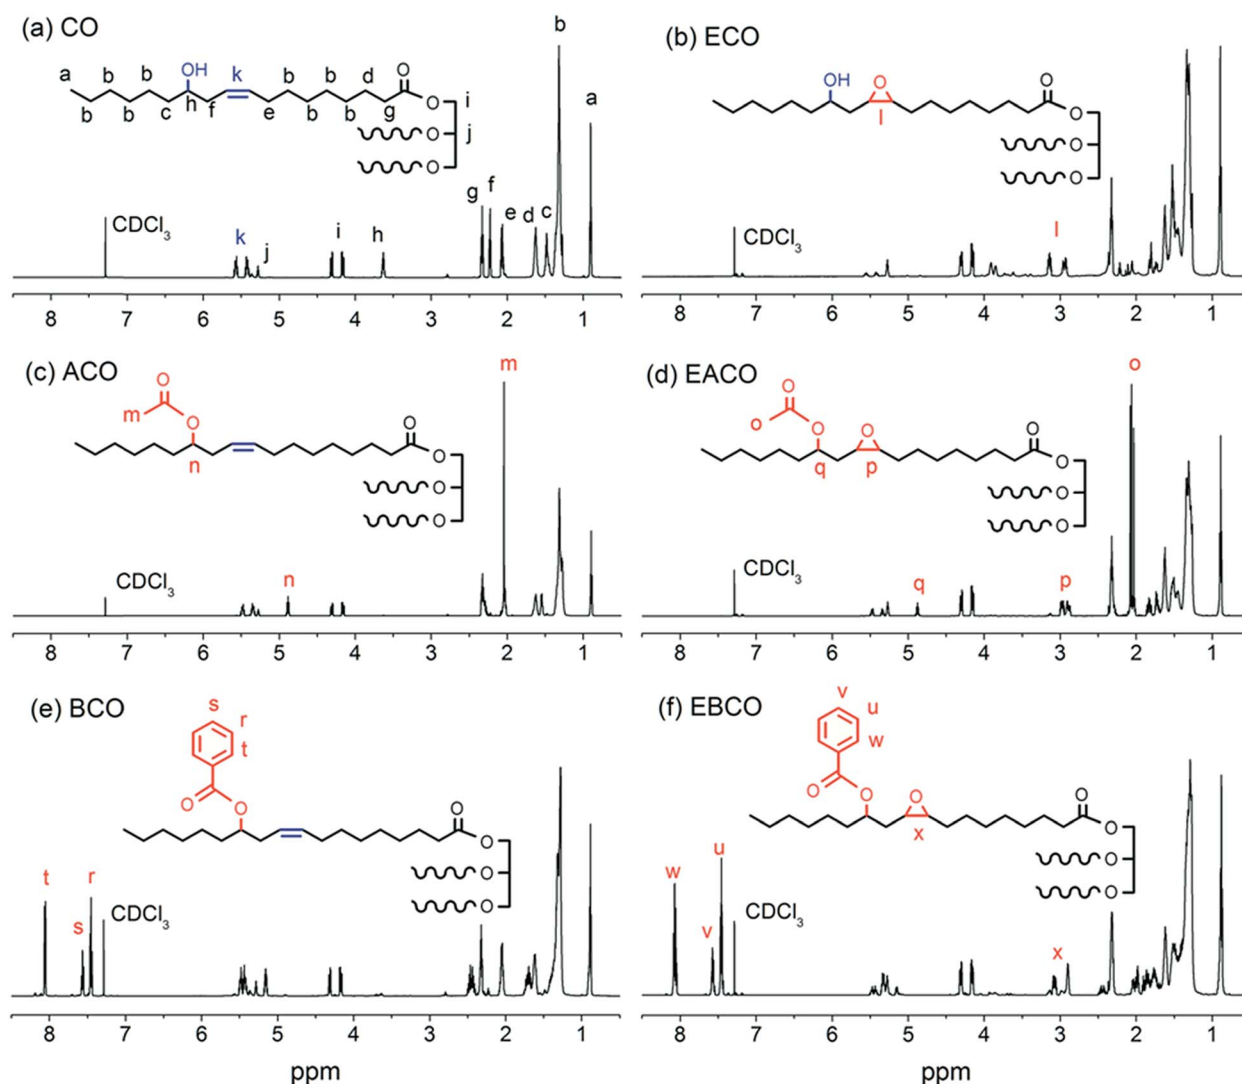 (a) CO
a b b OH k b b d O
b b c h f e b b g O i
O j
O
CDCl3
k j i h g f e d c b a
8 7 6 5 4 3 2 1
(b) ECO
OH O O
l O
O
O
CDCl3
l
8 7 6 5 4 3 2 1
(c) ACO
O
m O O
n O
O
O
CDCl3
n m
8 7 6 5 4 3 2 1
(d) EACO
O
o O O O
q p O
O
O
CDCl3
q p o
8 7 6 5 4 3 2 1
(e) BCO
s
r
t
O O O
O
O
O
t s r
CDCl3
8 7 6 5 4 3 2 1
ppm
(f) EBCO
v
u
w
O O O O
x O
O
O
w v u
CDCl3
x
8 7 6 5 4 3 2 1
ppm